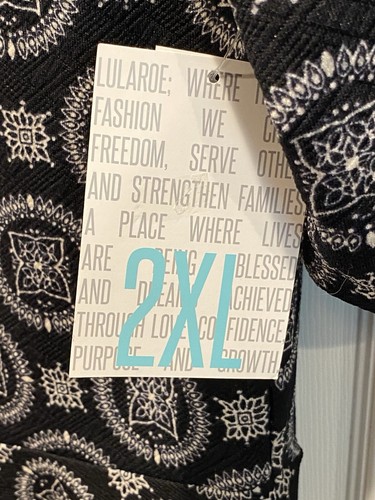 LULAROE; WHERE
FASHION WE
FREEDOM, SERVE
AND STRENGTHEN FAMILIES
A PLACE WHERE LIVES
ARE BEING BLESSED
AND ACHIEVED
THROUGH
PURPOSE AND GROWTH.
2XL